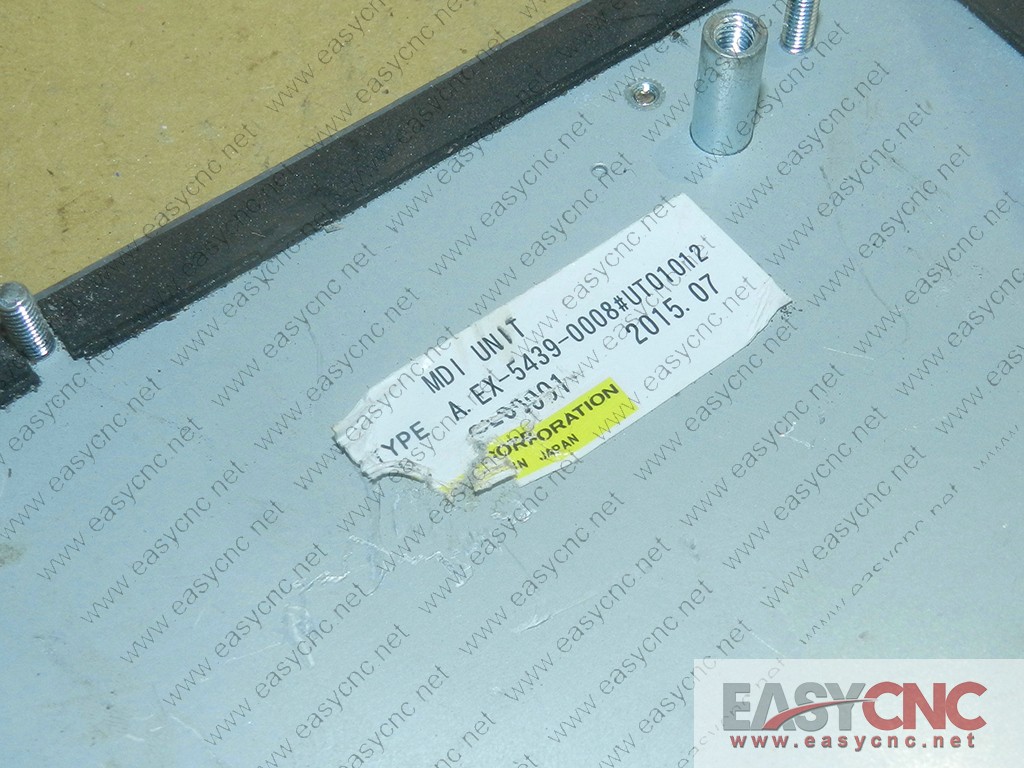 MDI UNIT
TYPE A.EX-5439-0008#UT01012
2015.07
CORPORATION
JAPAN
EASYCNC
www.easycnc.net